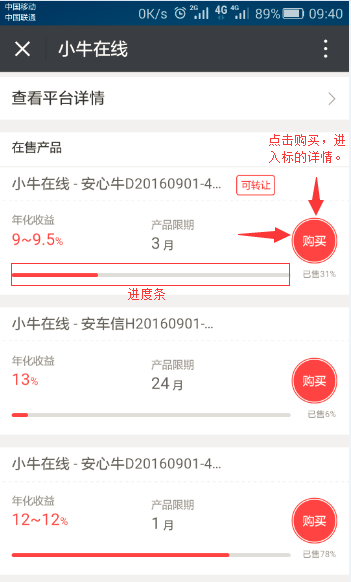 中国移动
中国联通
0K/s 2G 4G 4G 89% 09:40
小牛在线
查看平台详情
在售产品
点击购买，进
入标的详情。
小牛在线 - 安心牛D20160901-4...
可转让
年化收益
产品限期
9~9.5%
3 月
购买
已售31%
进度条
小牛在线 - 安车信H20160901-...
年化收益
产品限期
13%
24 月
购买
已售6%
小牛在线 - 安心牛D20160901-4...
年化收益
产品限期
12~12%
1 月
购买
已售78%